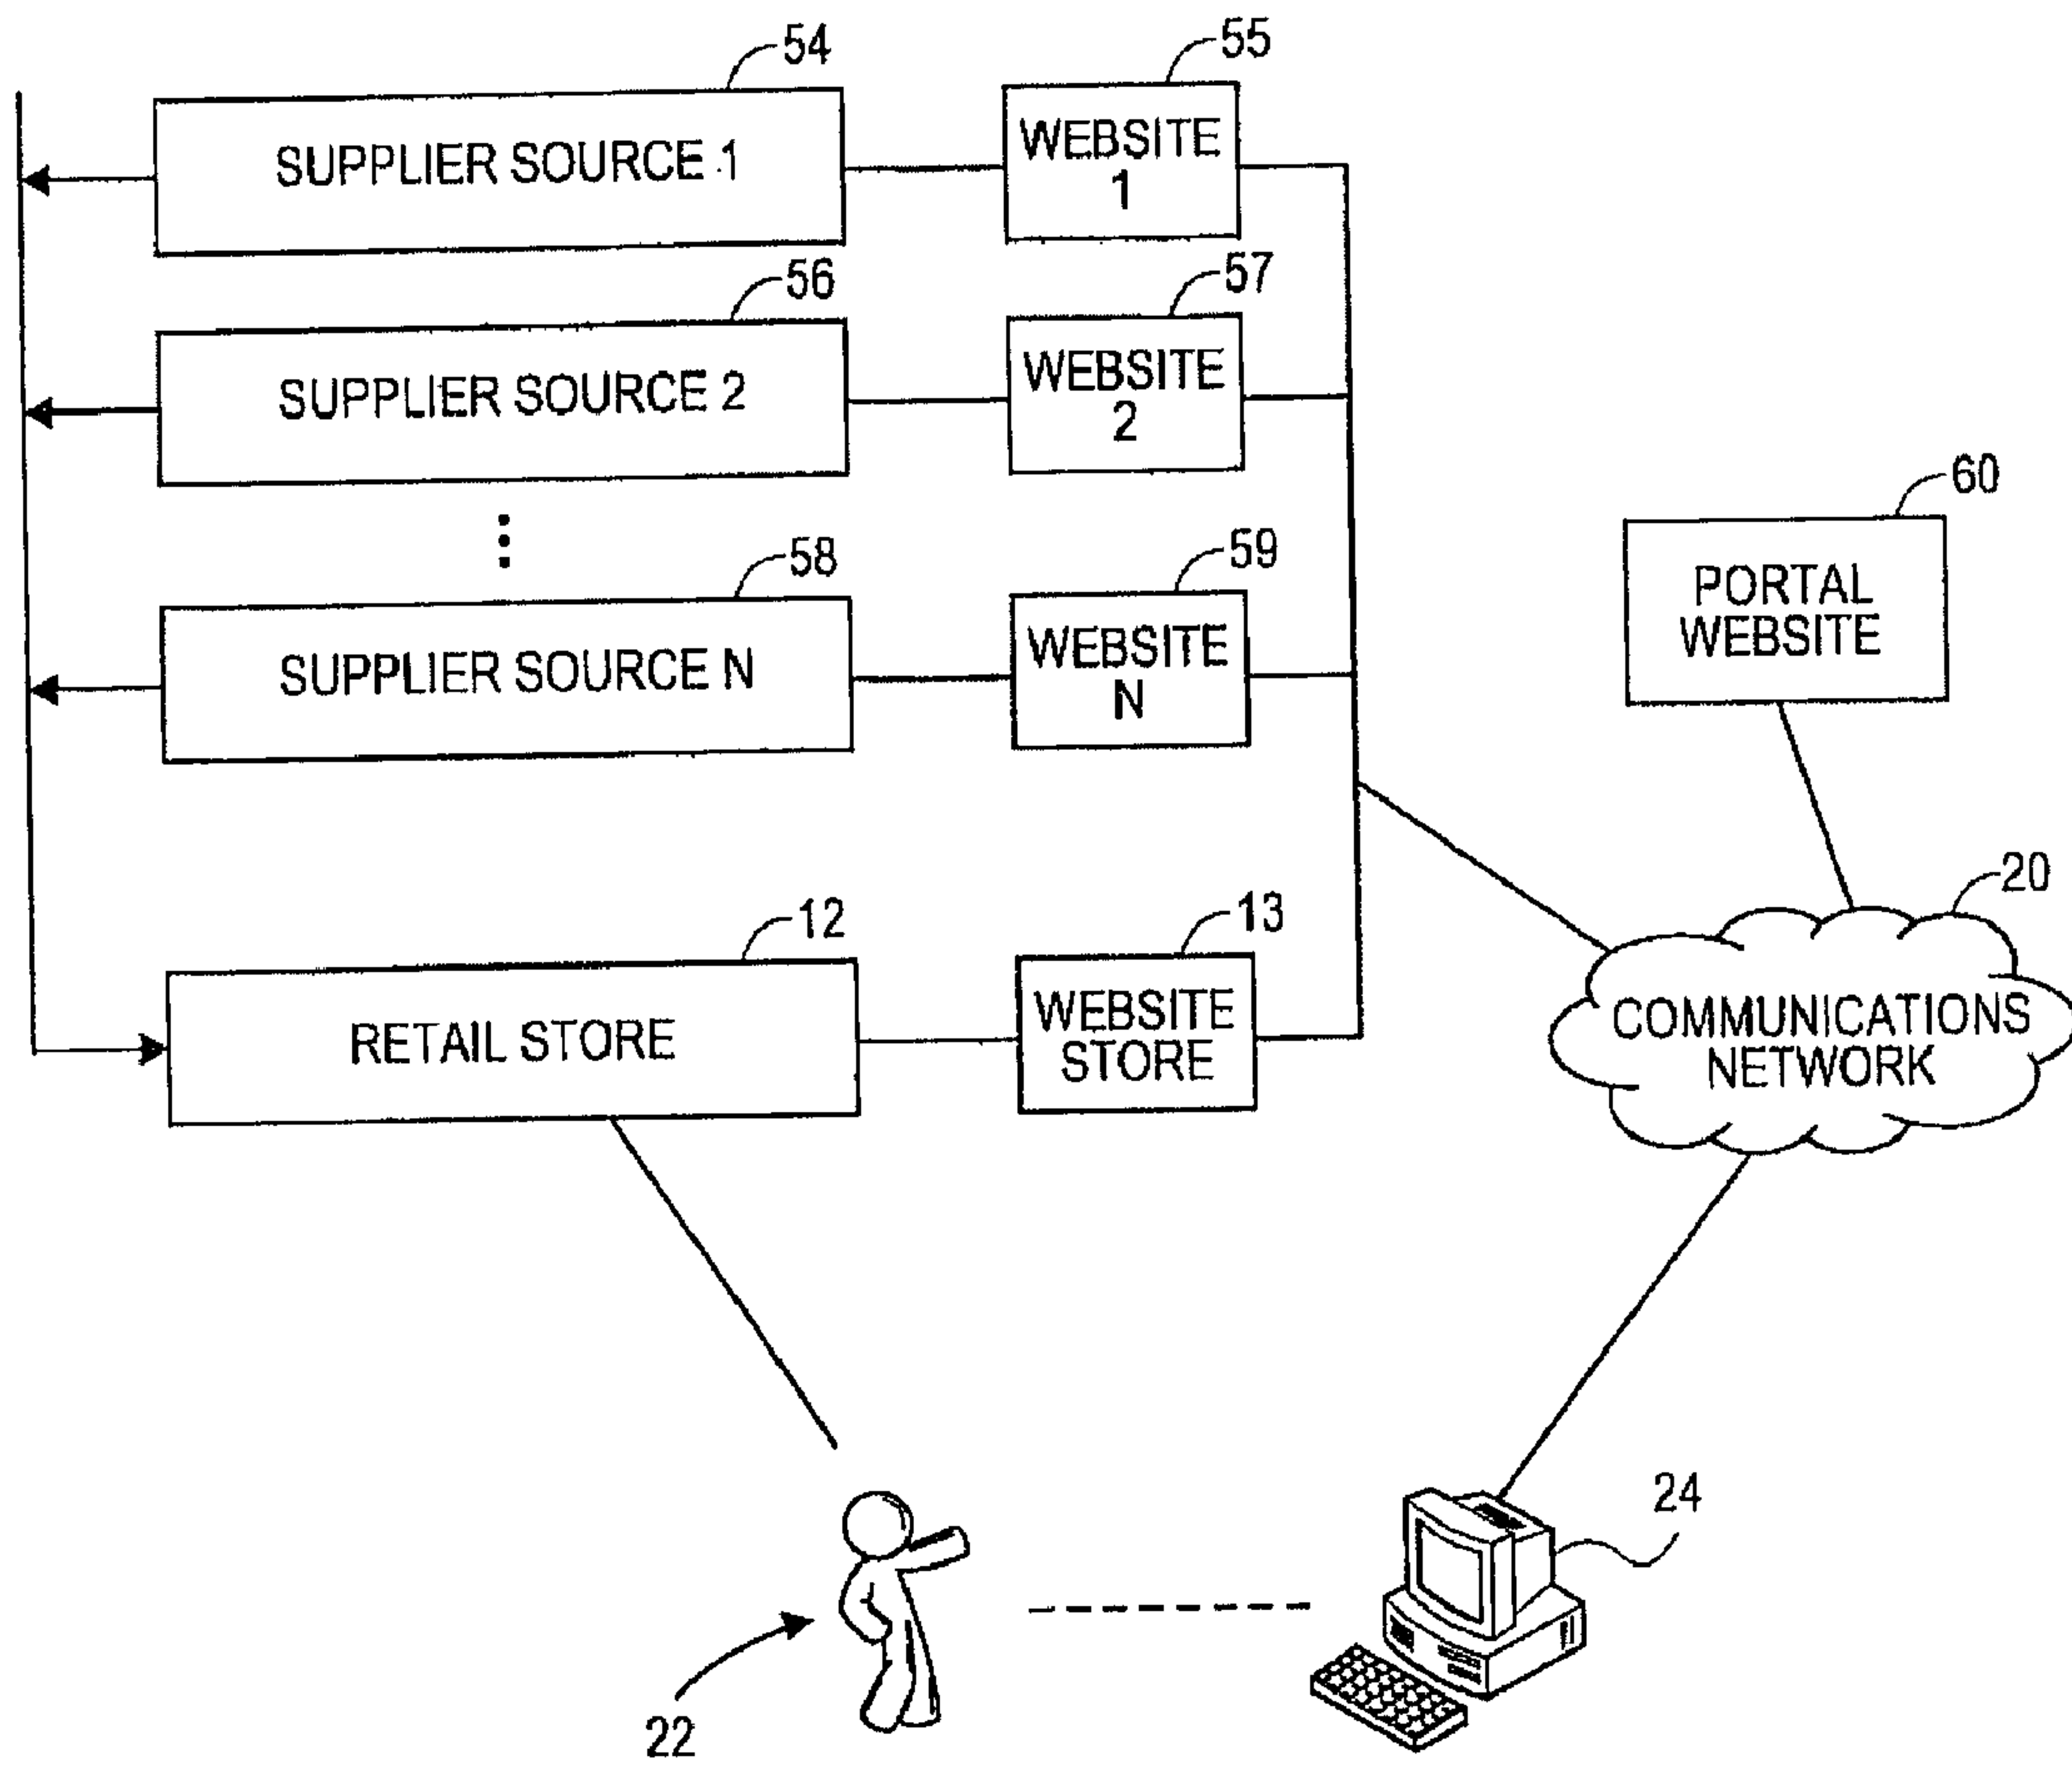 54
55
SUPPLIER SOURCE 1
WEBSITE
1
56
57
SUPPLIER SOURCE 2
WEBSITE
2
58
59
SUPPLIER SOURCE N
WEBSITE
N
60
PORTAL
WEBSITE
12
13
RETAIL STORE
WEBSITE
STORE
20
COMMUNICATIONS
NETWORK
24
22